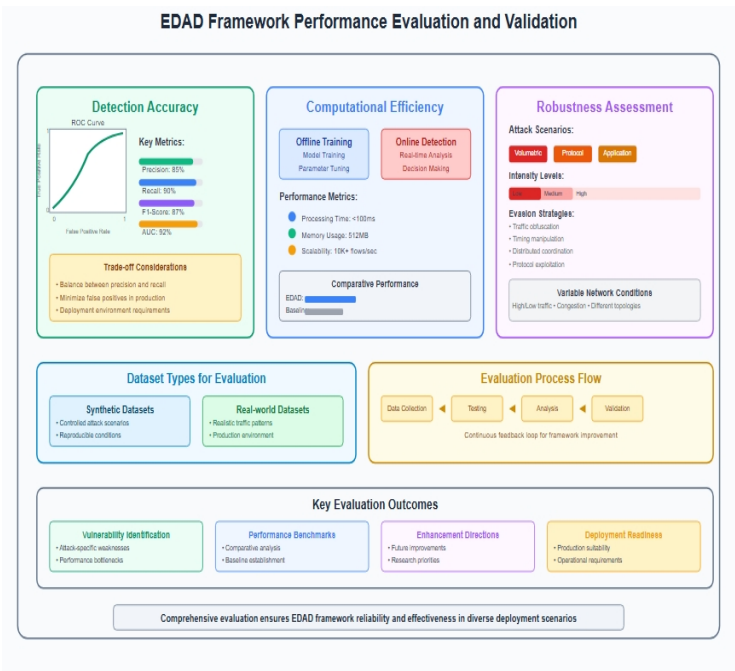 EDAD Framework Performance Evaluation and Validation
Detection Accuracy
ROC Curve
1
0
0
1
False Positive Rate
Key Metrics:
Precision: 85%
Recall: 90%
F1-Score: 87%
AUC: 92%
Trade-off Considerations
• Balance between precision and recall
• Minimize false positives in production
• Deployment environment requirements
Computational Efficiency
Offline Training
Model Training
Parameter Tuning
Online Detection
Real-time Analysis
Decision Making
Performance Metrics:
Processing Time: <100ms
Memory Usage: 512MB
Scalability: 10K+ flows/sec
Comparative Performance
EDAD:
Baselin
Robustness Assessment
Attack Scenarios:
Volumetric
Protocol
Application
Intensity Levels:
Medium
High
Evasion Strategies:
• Traffic obfuscation
• Timing manipulation
• Distributed coordination
• Protocol exploitation
Variable Network Conditions
High/Low traffic • Congestion • Different topologies
Dataset Types for Evaluation
Synthetic Datasets
• Controlled attack scenarios
• Reproducible conditions
Real-world Datasets
• Realistic traffic patterns
• Production environment
Evaluation Process Flow
Data Collection
Testing
Analysis
Validation
Continuous feedback loop for framework improvement
Key Evaluation Outcomes
Vulnerability Identification
• Attack-specific weaknesses
• Performance bottlenecks
Performance Benchmarks
• Comparative analysis
• Baseline establishment
Enhancement Directions
• Future improvements
• Research priorities
Deployment Readiness
• Production suitability
• Operational requirements
Comprehensive evaluation ensures EDAD framework reliability and effectiveness in diverse deployment scenarios